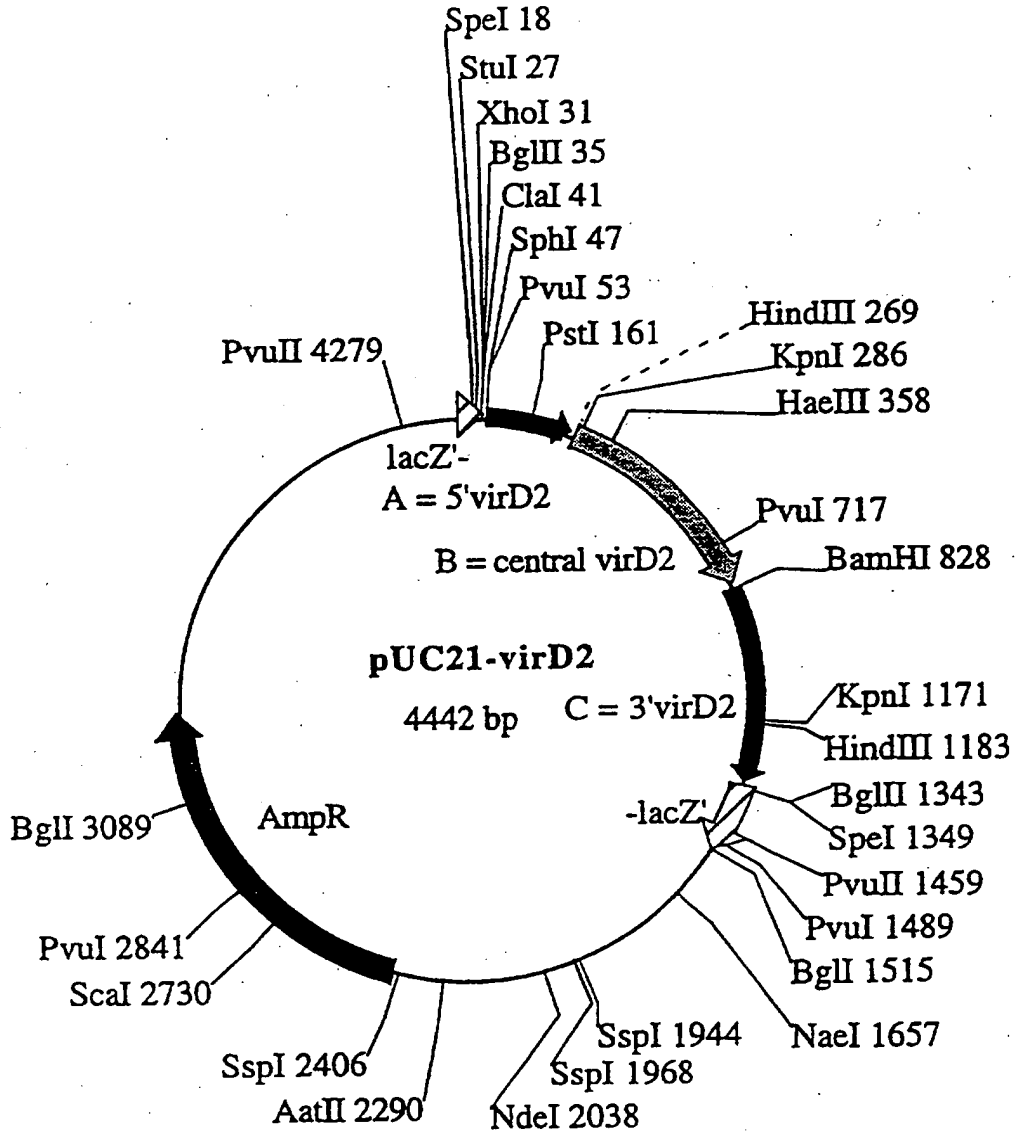 SpeI 18
StuI 27
XhoI 31
BglII 35
ClaI 41
SphI 47
PvuI 53
PstI 161
HindIII 269
KpnI 286
HaeIII 358
PvuII 4279
lacZ'-
A = 5'virD2
PvuI 717
B = central virD2
BamHI 828
pUC21-virD2
4442 bp
C = 3'virD2
KpnI 1171
HindIII 1183
BglII 1343
-lacZ'
SpeI 1349
AmpR
BglI 3089
PvuII 1459
PvuI 1489
BglI 1515
PvuI 2841
ScaI 2730
NaeI 1657
SspI 1944
SspI 1968
SspI 2406
AatII 2290
NdeI 2038